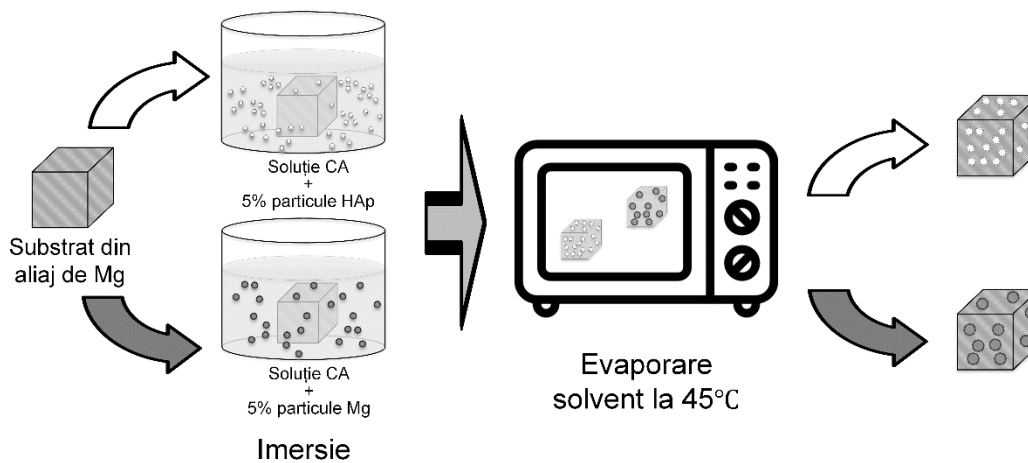 Substrat din
aliaj de Mg
Soluție CA
+
5% particule HAp
Soluție CA
+
5% particule Mg
Imersie
Evaporare
solvent la 45°C